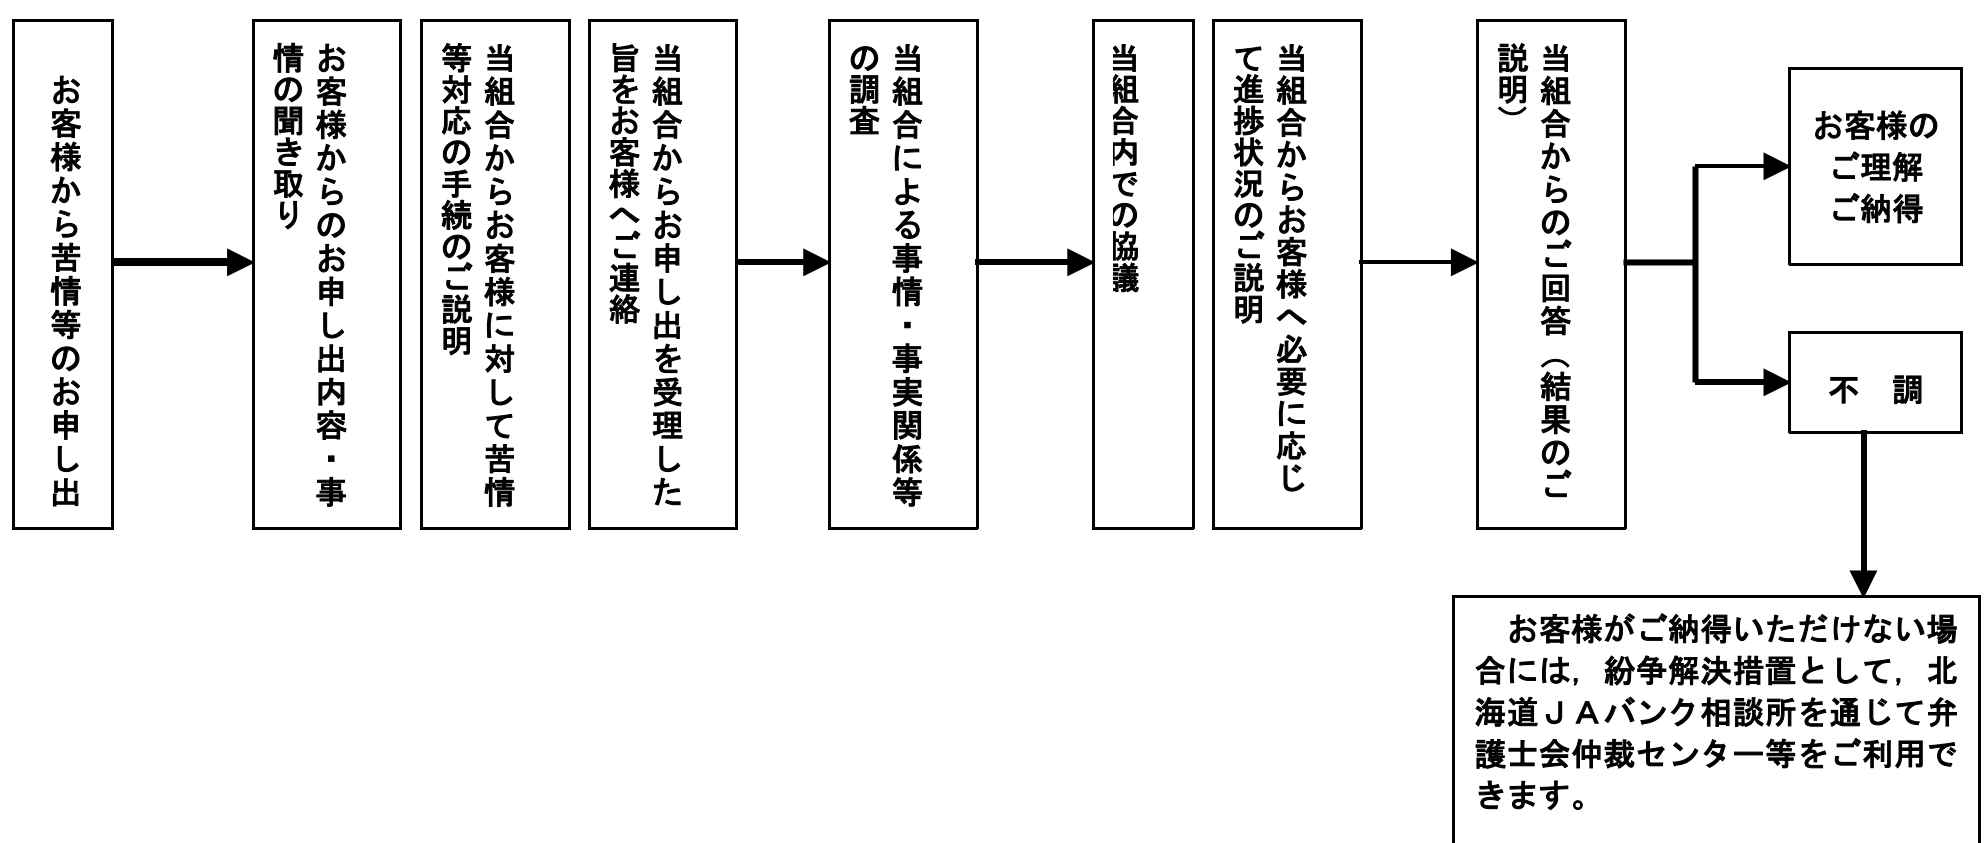 お客様から苦情等のお申し出
お客様からのお申し出内容・事
情の聞き取り
当組合からお客様に対して苦情
等対応の手続のご説明
当組合からお申し出を受理した
旨をお客様へご連絡
当組合による事情・事実関係等
の調査
当組合内での協議
当組合からお客様へ必要に応じ
て進捗状況のご説明
当組合からのご回答（結果のご
説明）
お客様の
ご理解
ご納得
不　調
　お客様がご納得いただけない場
合には，紛争解決措置として，北
海道ＪＡバンク相談所を通じて弁
護士会仲裁センター等をご利用で
きます。